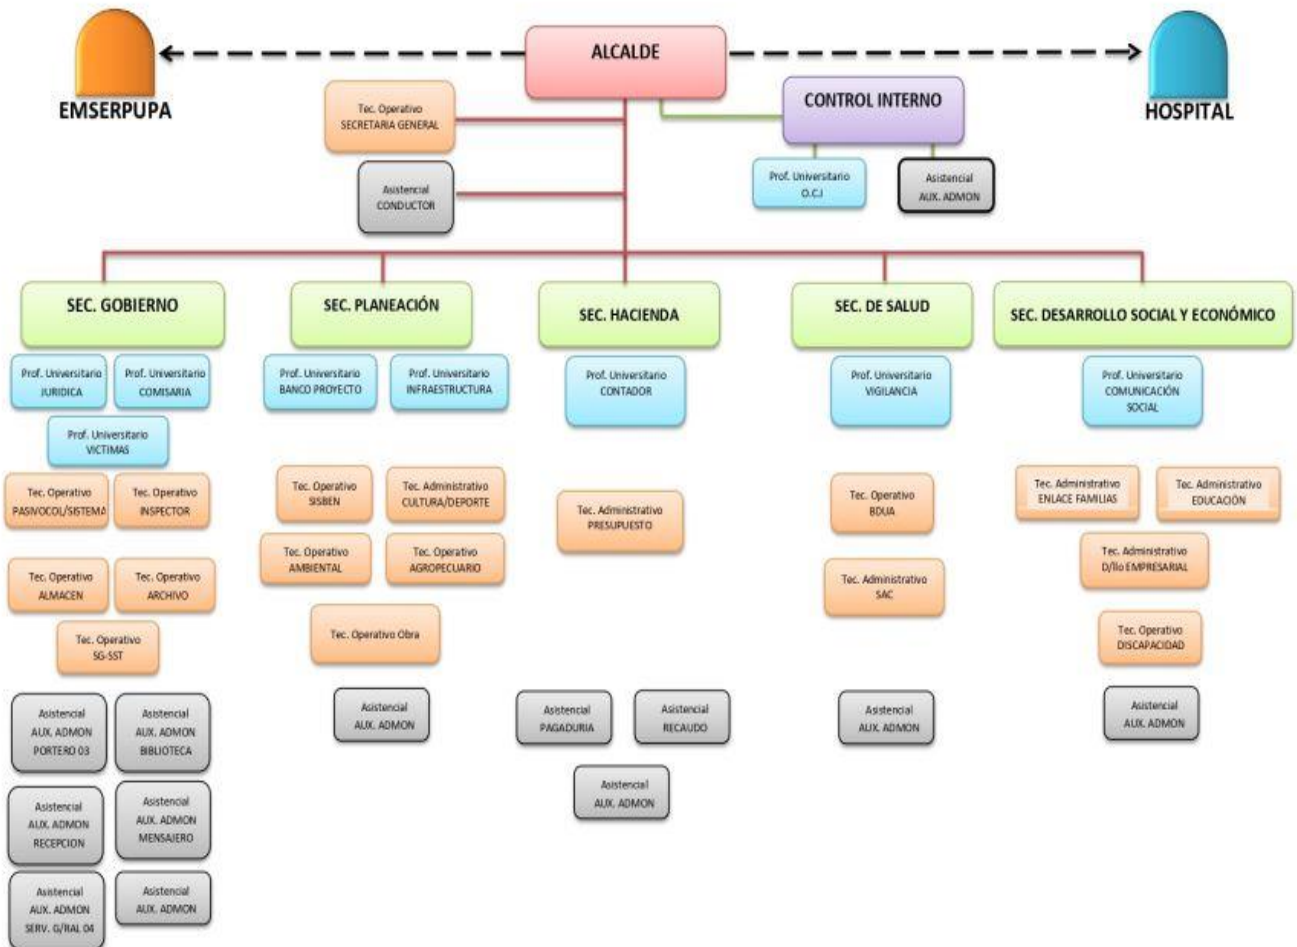 ALCALDE
EMSERPUPA
HOSPITAL
CONTROL INTERNO
Tec. Operativo
SECRETARIA GENERAL
Prof. Universitario
O.C.I
Asistencial
AUX. ADMON
Asistencial
CONDUCTOR
SEC. GOBIERNO
SEC. PLANEACIÓN
SEC. HACIENDA
SEC. DE SALUD
SEC. DESARROLLO SOCIAL Y ECONÓMICO
Prof. Universitario
JURIDICA
Prof. Universitario
COMISARIA
Prof. Universitario
VICTIMAS
Tec. Operativo
PASIVOCOL/SISTEMA
Tec. Operativo
INSPECTOR
Tec. Operativo
ALMACEN
Tec. Operativo
ARCHIVO
Tec. Operativo
SG-SST
Asistencial
AUX. ADMON
PORTERO 03
Asistencial
AUX. ADMON
BIBLIOTECA
Asistencial
AUX. ADMON
RECEPCION
Asistencial
AUX. ADMON
MENSAJERO
Asistencial
AUX. ADMON
SERV. G/RAL 04
Asistencial
AUX. ADMON
Prof. Universitario
BANCO PROYECTO
Prof. Universitario
INFRAESTRUCTURA
Tec. Operativo
SISBEN
Tec. Administrativo
CULTURA/DEPORTE
Tec. Operativo
AMBIENTAL
Tec. Operativo
AGROPECUARIO
Tec. Operativo Obra
Asistencial
AUX. ADMON
Prof. Universitario
CONTADOR
Tec. Administrativo
PRESUPUESTO
Asistencial
PAGADURIA
Asistencial
RECAUDO
Asistencial
AUX. ADMON
Prof. Universitario
VIGILANCIA
Tec. Operativo
BDUA
Tec. Administrativo
SAC
Asistencial
AUX. ADMON
Prof. Universitario
COMUNICACIÓN
SOCIAL
Tec. Administrativo
ENLACE FAMILIAS
Tec. Administrativo
EDUCACIÓN
Tec. Administrativo
D/llo EMPRESARIAL
Tec. Operativo
DISCAPACIDAD
Asistencial
AUX. ADMON